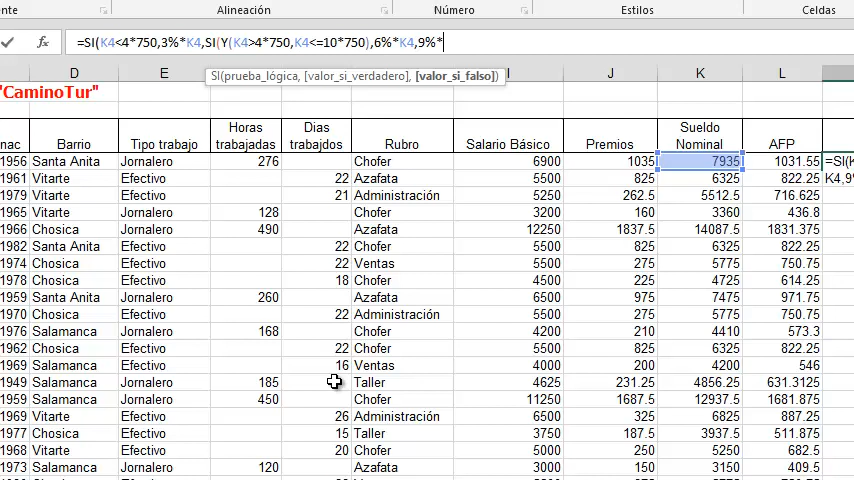 ente	Alineación	Número	Estilos	Celdas
fx =SI(K4<4*750,3%*K4,SI(Y(K4>4*750,K4<=10*750),6%*K4,9%*
SI(prueba_lógica, [valor_si_verdadero], [valor_si_falso])
D	E	F	G	H	I	J	K	L
"CaminoTur"
nac	Barrio	Tipo trabajo	Horas trabajadas	Dias trabajdos	Rubro	Salario Básico	Premios	Sueldo Nominal	AFP
1956	Santa Anita	Jornalero	276	Chofer	6900	1035	7935	1031.55	=SI(K
1961	Vitarte	Efectivo	22	Azafata	5500	825	6325	822.25	K4,9%
1979	Vitarte	Efectivo	21	Administración	5250	262.5	5512.5	716.625
1965	Vitarte	Jornalero	128	Chofer	3200	160	3360	436.8
1966	Chosica	Jornalero	490	Azafata	12250	1837.5	14087.5	1831.375
1982	Santa Anita	Efectivo	22	Chofer	5500	825	6325	822.25
1974	Chosica	Efectivo	22	Ventas	5500	275	5775	750.75
1978	Chosica	Efectivo	18	Chofer	4500	225	4725	614.25
1959	Santa Anita	Jornalero	260	Azafata	6500	975	7475	971.75
1970	Chosica	Efectivo	22	Administración	5500	275	5775	750.75
1976	Salamanca	Jornalero	168	Chofer	4200	210	4410	573.3
1962	Chosica	Efectivo	22	Chofer	5500	825	6325	822.25
1969	Salamanca	Efectivo	16	Ventas	4000	200	4200	546
1949	Salamanca	Jornalero	185	Taller	4625	231.25	4856.25	631.3125
1959	Salamanca	Jornalero	450	Chofer	11250	1687.5	12937.5	1681.875
1969	Vitarte	Efectivo	26	Administración	6500	325	6825	887.25
1977	Chosica	Efectivo	15	Taller	3750	187.5	3937.5	511.875
1968	Vitarte	Efectivo	20	Chofer	5000	250	5250	682.5
1973	Salamanca	Jornalero	120	Azafata	3000	150	3150	409.5